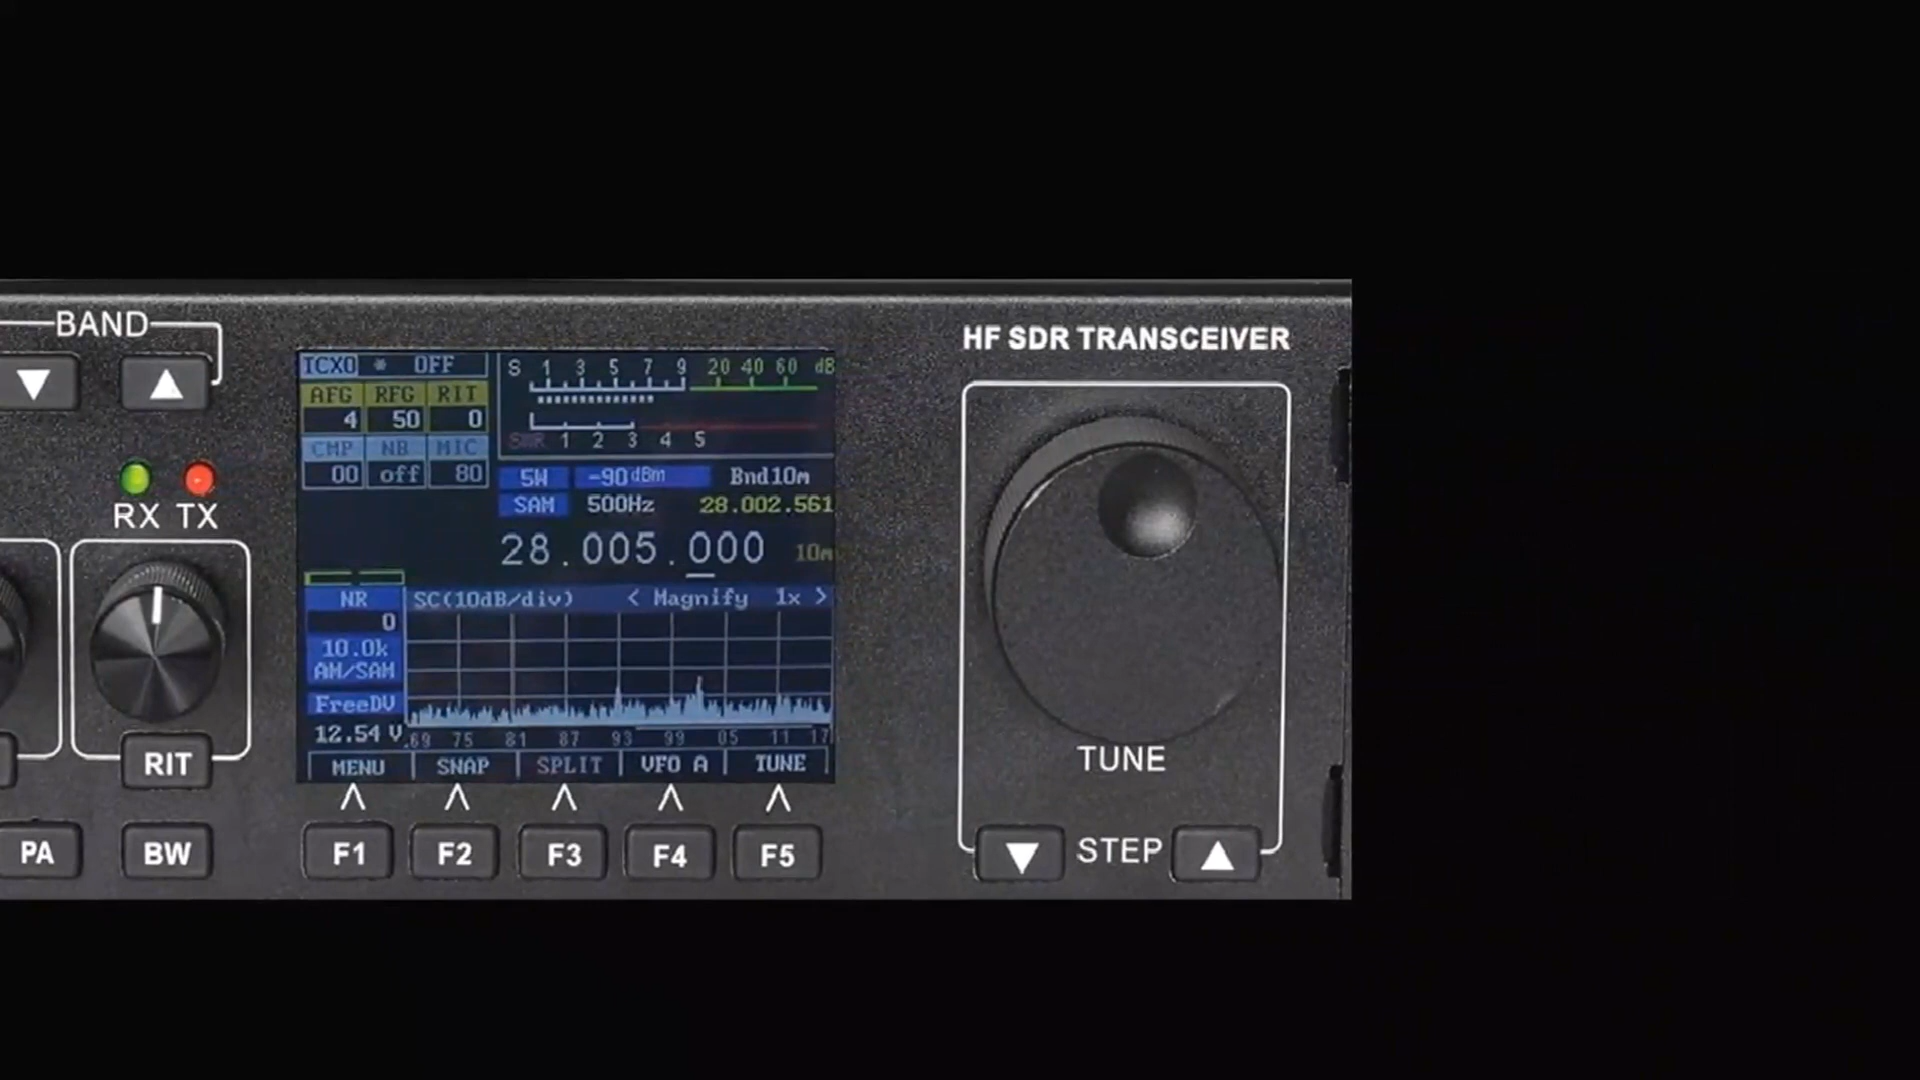 BAND
HF SDR TRANSCEIVER
TCXO * OFF
S 1 3 5 7 9 20 40 60 dB
AFG RFG RIT
4 50 0
CMP NB MIC
00 off 80
SWR 1 2 3 4 5
5W -90dBm Bnd10m
SAM 500Hz 28.002.561
28.005.000 10m
RX TX
NR
0
10.0k
AM/SAM
FreeDV
12.54 V
SC(10dB/div) < Magnify 1x >
.69 75 81 87 93 99 05 11 17
MENU SNAP SPLIT VFO A TUNE
RIT
TUNE
PA BW F1 F2 F3 F4 F5
STEP